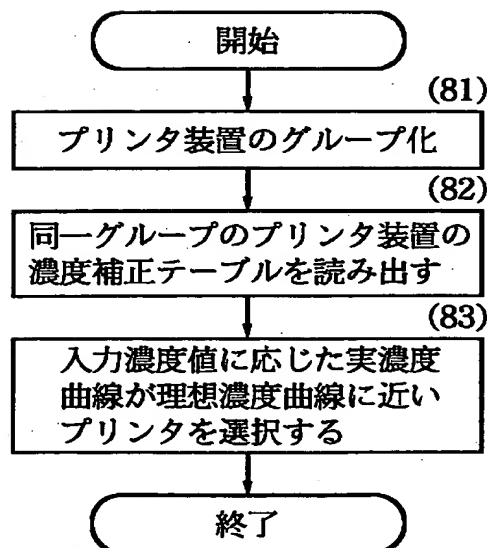 開始
(81)
プリンタ装置のグループ化
(82)
同一グループのプリンタ装置の
濃度補正テーブルを読み出す
(83)
入力濃度値に応じた実濃度
曲線が理想濃度曲線に近い
プリンタを選択する
終了